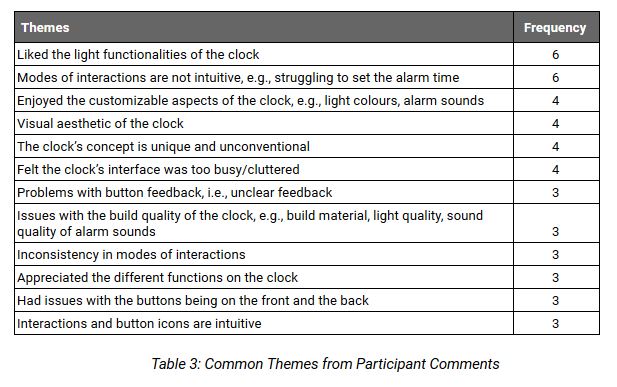 Themes Frequency
Liked the light functionalities of the clock 6
Modes of interactions are not intuitive, e.g., struggling to set the alarm time 6
Enjoyed the customizable aspects of the clock, e.g., light colours, alarm sounds 4
Visual aesthetic of the clock 4
The clock's concept is unique and unconventional 4
Felt the clock's interface was too busy/cluttered 4
Problems with button feedback, i.e., unclear feedback 3
Issues with the build quality of the clock, e.g., build material, light quality, sound
quality of alarm sounds 3
Inconsistency in modes of interactions 3
Appreciated the different functions on the clock 3
Had issues with the buttons being on the front and the back 3
Interactions and button icons are intuitive 3
Table 3: Common Themes from Participant Comments